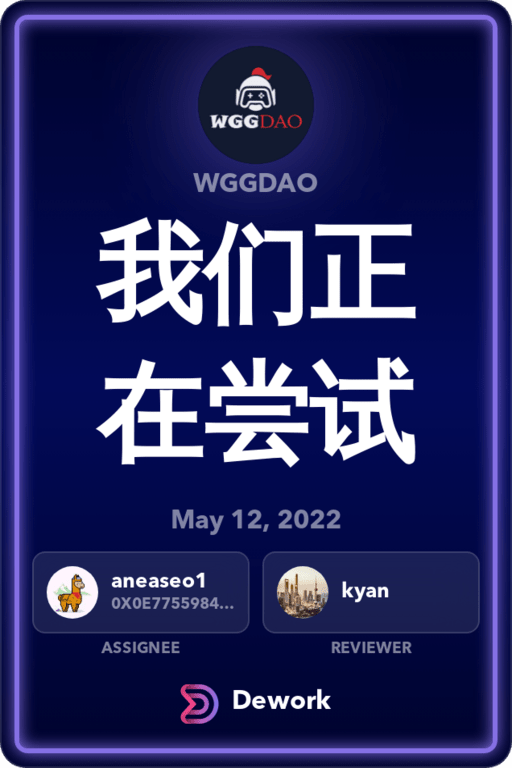 WGGDAO
WGGDAO
我们正
在尝试
May 12, 2022
aneaseo1
0X0E7755984...
kyan
ASSIGNEE
REVIEWER
Dework